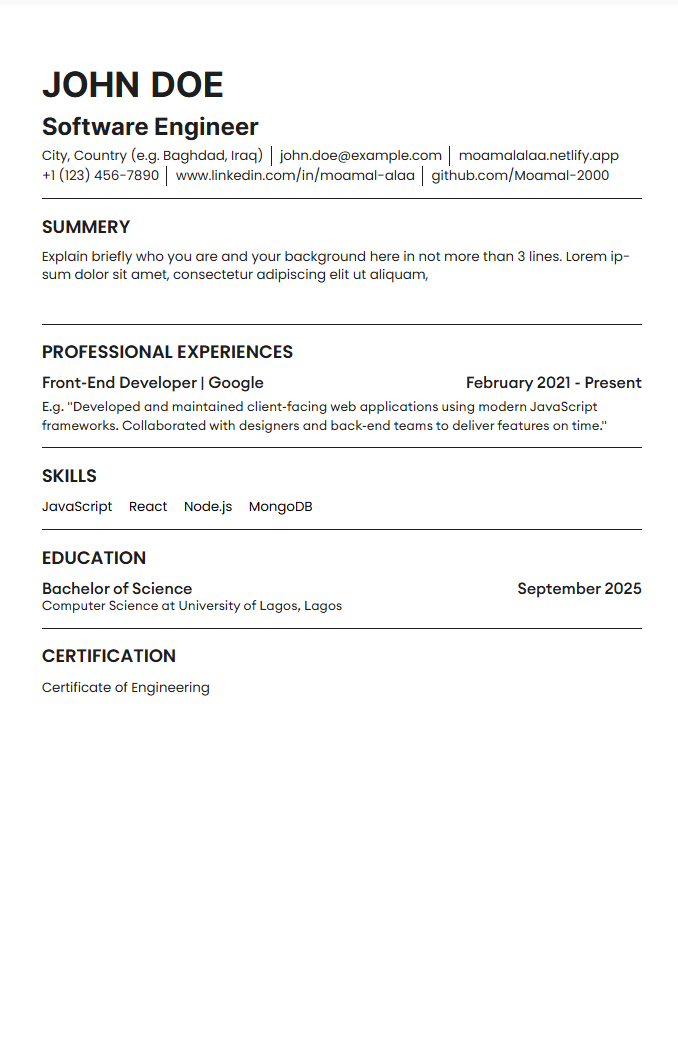 JOHN DOE
Software Engineer
City, Country (e.g. Baghdad, Iraq) | john.doe@example.com | moamalalaa.netlify.app
+1 (123) 456-7890 | www.linkedin.com/in/moamal-alaa | github.com/Moamal-2000
SUMMERY
Explain briefly who you are and your background here in not more than 3 lines. Lorem ip-
sum dolor sit amet, consectetur adipiscing elit ut aliquam,
PROFESSIONAL EXPERIENCES
Front-End Developer | Google February 2021 - Present
E.g. "Developed and maintained client-facing web applications using modern JavaScript
frameworks. Collaborated with designers and back-end teams to deliver features on time."
SKILLS
JavaScript React Node.js MongoDB
EDUCATION
Bachelor of Science September 2025
Computer Science at University of Lagos, Lagos
CERTIFICATION
Certificate of Engineering